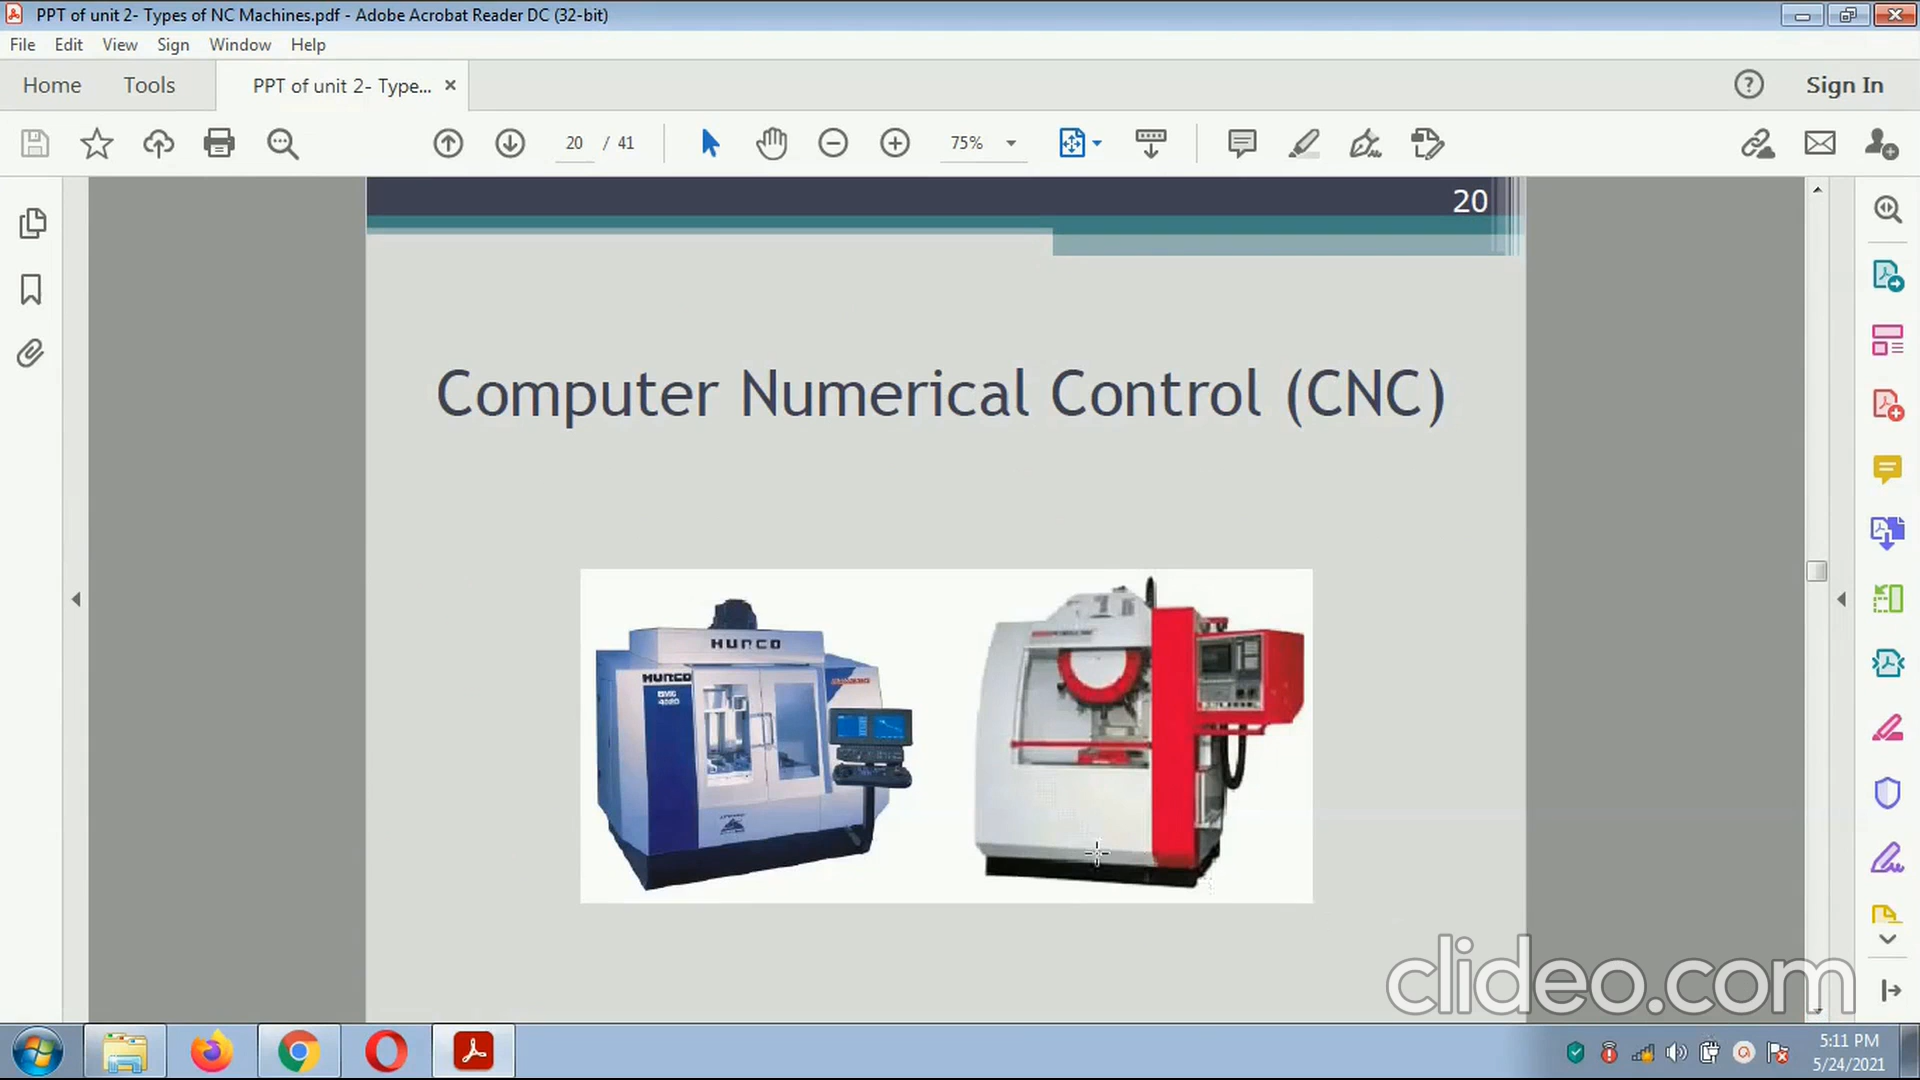 PPT of unit 2- Types of NC Machines.pdf - Adobe Acrobat Reader DC (32-bit)
File Edit View Sign Window Help
Home Tools PPT of unit 2- Type... × Sign In
20 / 41 75%
20
Computer Numerical Control (CNC)
HURCO
HURCO
BMC
4020
clideo.com
5:11 PM
5/24/2021